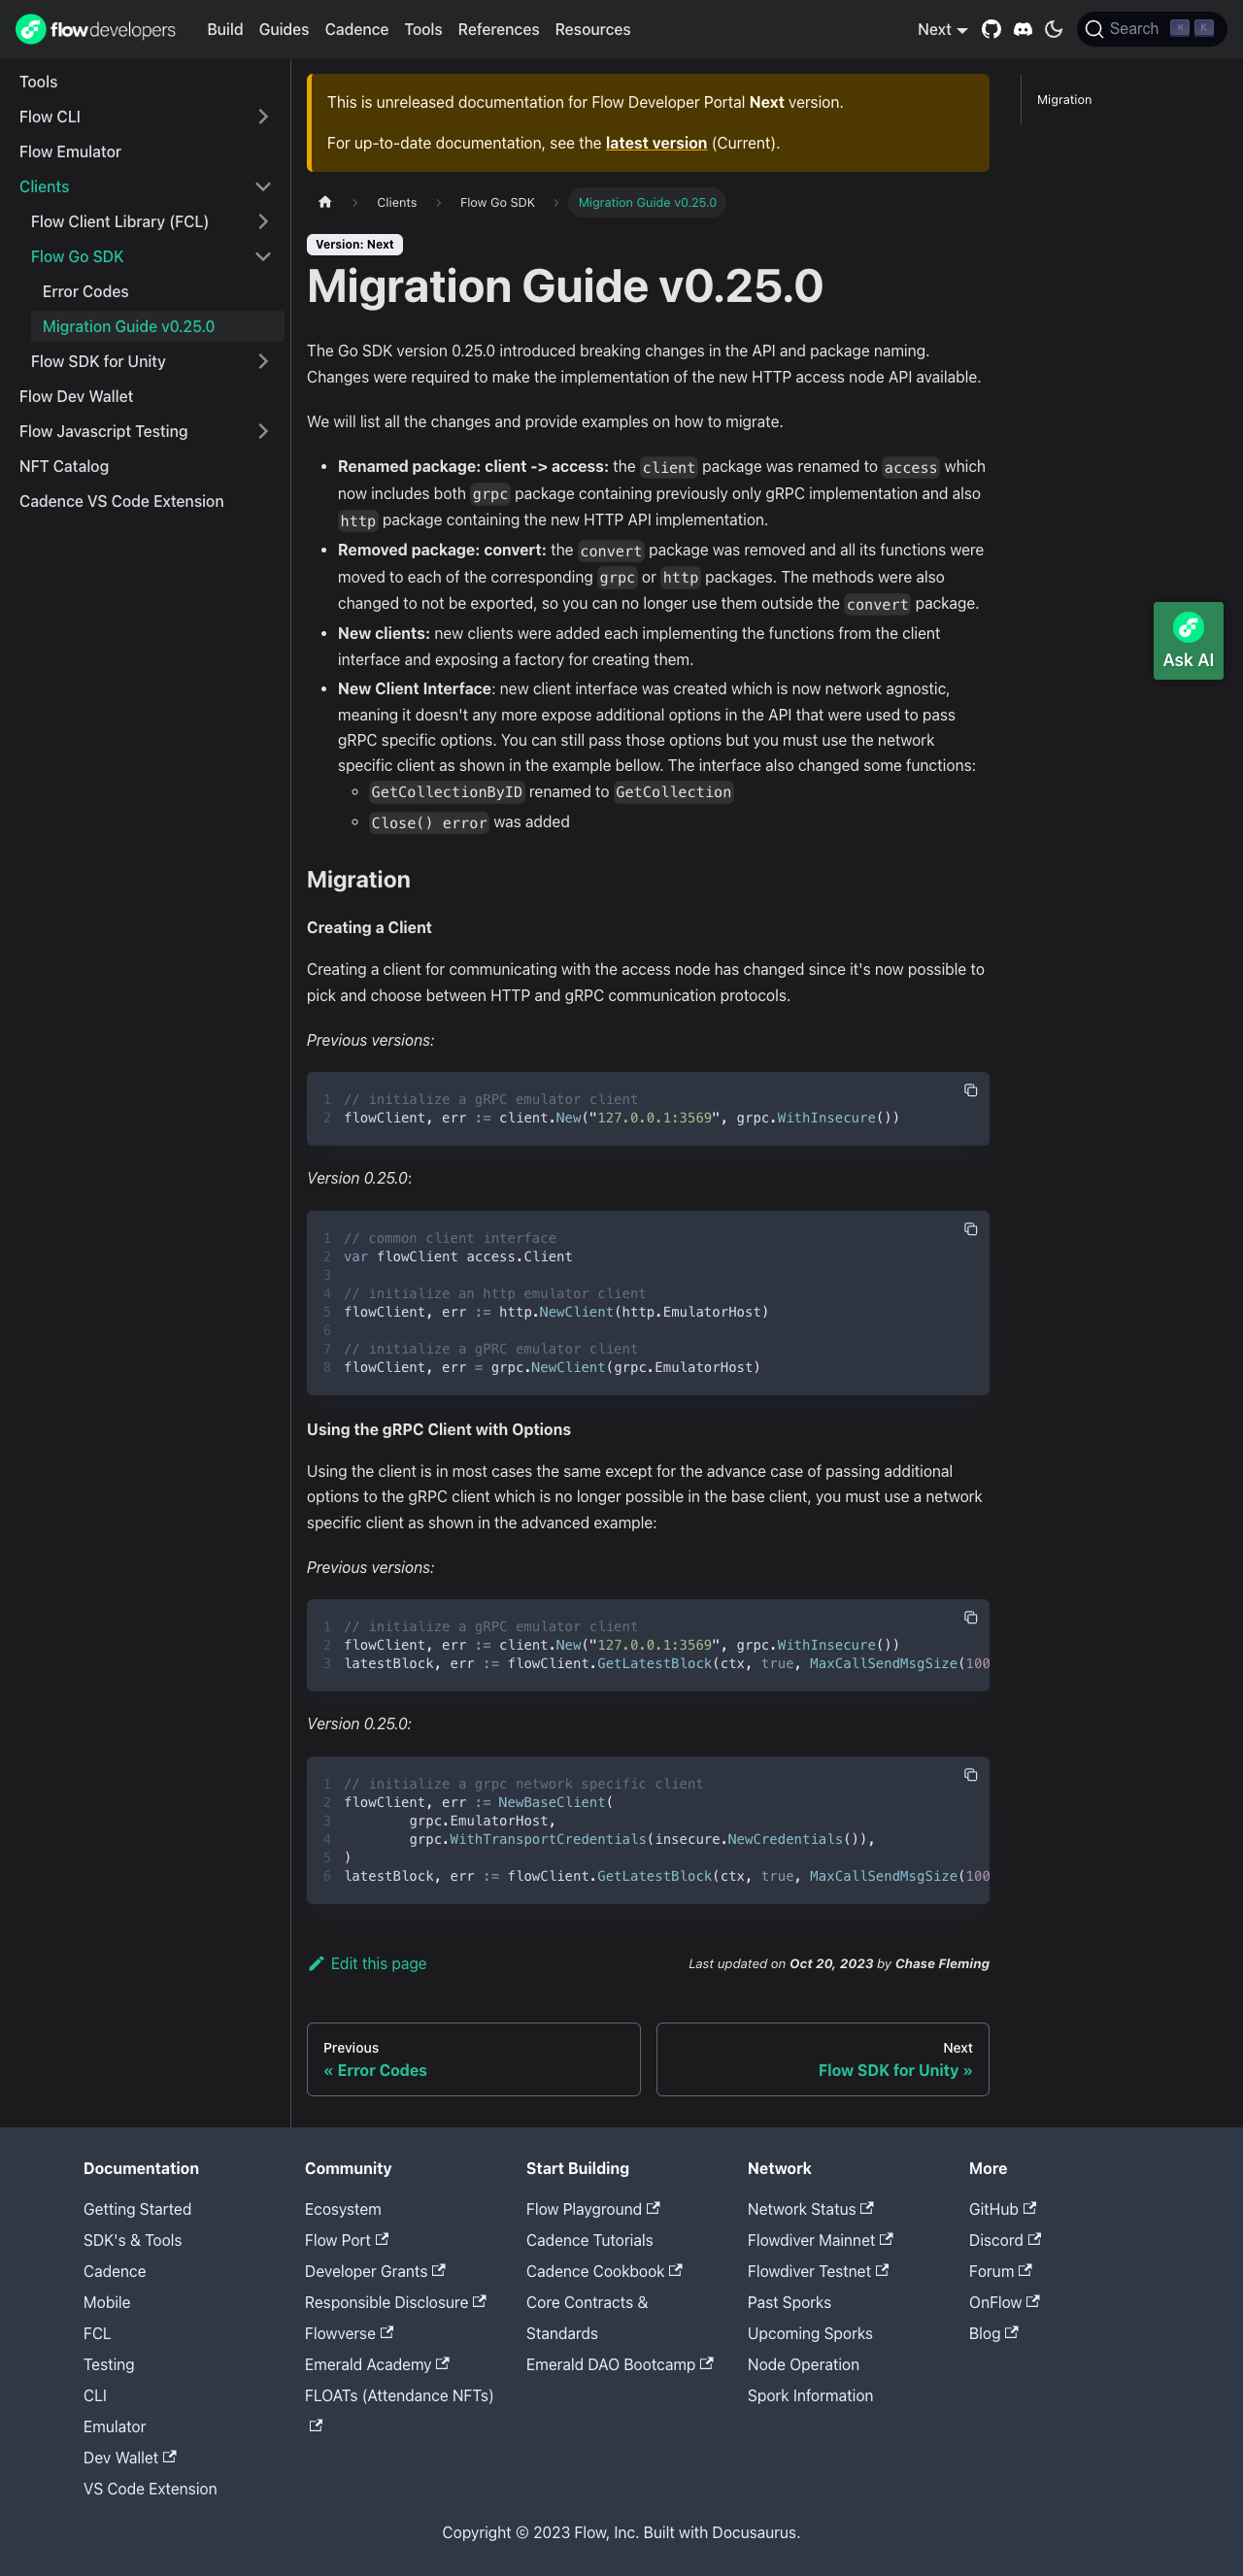 flow developers
Build Guides Cadence Tools References Resources
Next
Search ⌘ K
Tools
Flow CLI
Flow Emulator
Clients
Flow Client Library (FCL)
Flow Go SDK
Error Codes
Migration Guide v0.25.0
Flow SDK for Unity
Flow Dev Wallet
Flow Javascript Testing
NFT Catalog
Cadence VS Code Extension
This is unreleased documentation for Flow Developer Portal Next version.
For up-to-date documentation, see the latest version (Current).
Migration
Clients
Flow Go SDK
Migration Guide v0.25.0
Version: Next
Migration Guide v0.25.0
The Go SDK version 0.25.0 introduced breaking changes in the API and package naming.
Changes were required to make the implementation of the new HTTP access node API available.
We will list all the changes and provide examples on how to migrate.
• Renamed package: client -> access: the client package was renamed to access which
now includes both grpc package containing previously only gRPC implementation and also
http package containing the new HTTP API implementation.
• Removed package: convert: the convert package was removed and all its functions were
moved to each of the corresponding grpc or http packages. The methods were also
changed to not be exported, so you can no longer use them outside the convert package.
• New clients: new clients were added each implementing the functions from the client
interface and exposing a factory for creating them.
• New Client Interface: new client interface was created which is now network agnostic,
meaning it doesn't any more expose additional options in the API that were used to pass
gRPC specific options. You can still pass those options but you must use the network
specific client as shown in the example bellow. The interface also changed some functions:
◦ GetCollectionByID renamed to GetCollection
◦ Close() error was added
Ask AI
Migration
Creating a Client
Creating a client for communicating with the access node has changed since it's now possible to
pick and choose between HTTP and gRPC communication protocols.
Previous versions:
1 // initialize a gRPC emulator client
2 flowClient, err := client.New("127.0.0.1:3569", grpc.WithInsecure())
Version 0.25.0:
1 // common client interface
2 var flowClient access.Client
3
4 // initialize an http emulator client
5 flowClient, err := http.NewClient(http.EmulatorHost)
6
7 // initialize a gPRC emulator client
8 flowClient, err = grpc.NewClient(grpc.EmulatorHost)
Using the gRPC Client with Options
Using the client is in most cases the same except for the advance case of passing additional
options to the gRPC client which is no longer possible in the base client, you must use a network
specific client as shown in the advanced example:
Previous versions:
1 // initialize a gRPC emulator client
2 flowClient, err := client.New("127.0.0.1:3569", grpc.WithInsecure())
3 latestBlock, err := flowClient.GetLatestBlock(ctx, true, MaxCallSendMsgSize(100
Version 0.25.0:
1 // initialize a grpc network specific client
2 flowClient, err := NewBaseClient(
3 grpc.EmulatorHost,
4 grpc.WithTransportCredentials(insecure.NewCredentials()),
5 )
6 latestBlock, err := flowClient.GetLatestBlock(ctx, true, MaxCallSendMsgSize(100
Edit this page
Last updated on Oct 20, 2023 by Chase Fleming
Previous
« Error Codes
Next
Flow SDK for Unity »
Documentation
Getting Started
SDK's & Tools
Cadence
Mobile
FCL
Testing
CLI
Emulator
Dev Wallet
VS Code Extension
Community
Ecosystem
Flow Port
Developer Grants
Responsible Disclosure
Flowverse
Emerald Academy
FLOATs (Attendance NFTs)
Start Building
Flow Playground
Cadence Tutorials
Cadence Cookbook
Core Contracts &
Standards
Emerald DAO Bootcamp
Network
Network Status
Flowdiver Mainnet
Flowdiver Testnet
Past Sporks
Upcoming Sporks
Node Operation
Spork Information
More
GitHub
Discord
Forum
OnFlow
Blog
Copyright © 2023 Flow, Inc. Built with Docusaurus.